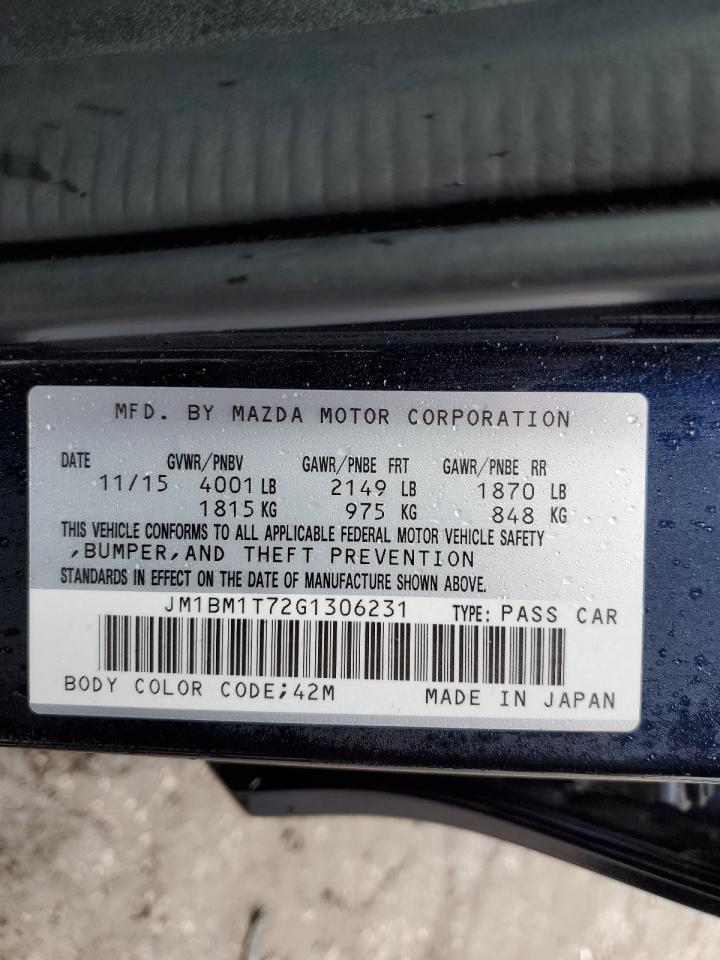 MFD. BY MAZDA MOTOR CORPORATION
DATE GVWR/PNBV GAWR/PNBE FRT GAWR/PNBE RR
11/15 4001 LB 2149 LB 1870 LB
1815 KG 975 KG 848 KG
THIS VEHICLE CONFORMS TO ALL APPLICABLE FEDERAL MOTOR VEHICLE SAFETY
,BUMPER,AND THEFT PREVENTION
STANDARDS IN EFFECT ON THE DATE OF MANUFACTURE SHOWN ABOVE.
JM1BM1T72G1306231 TYPE: PASS CAR
BODY COLOR CODE;42M MADE IN JAPAN